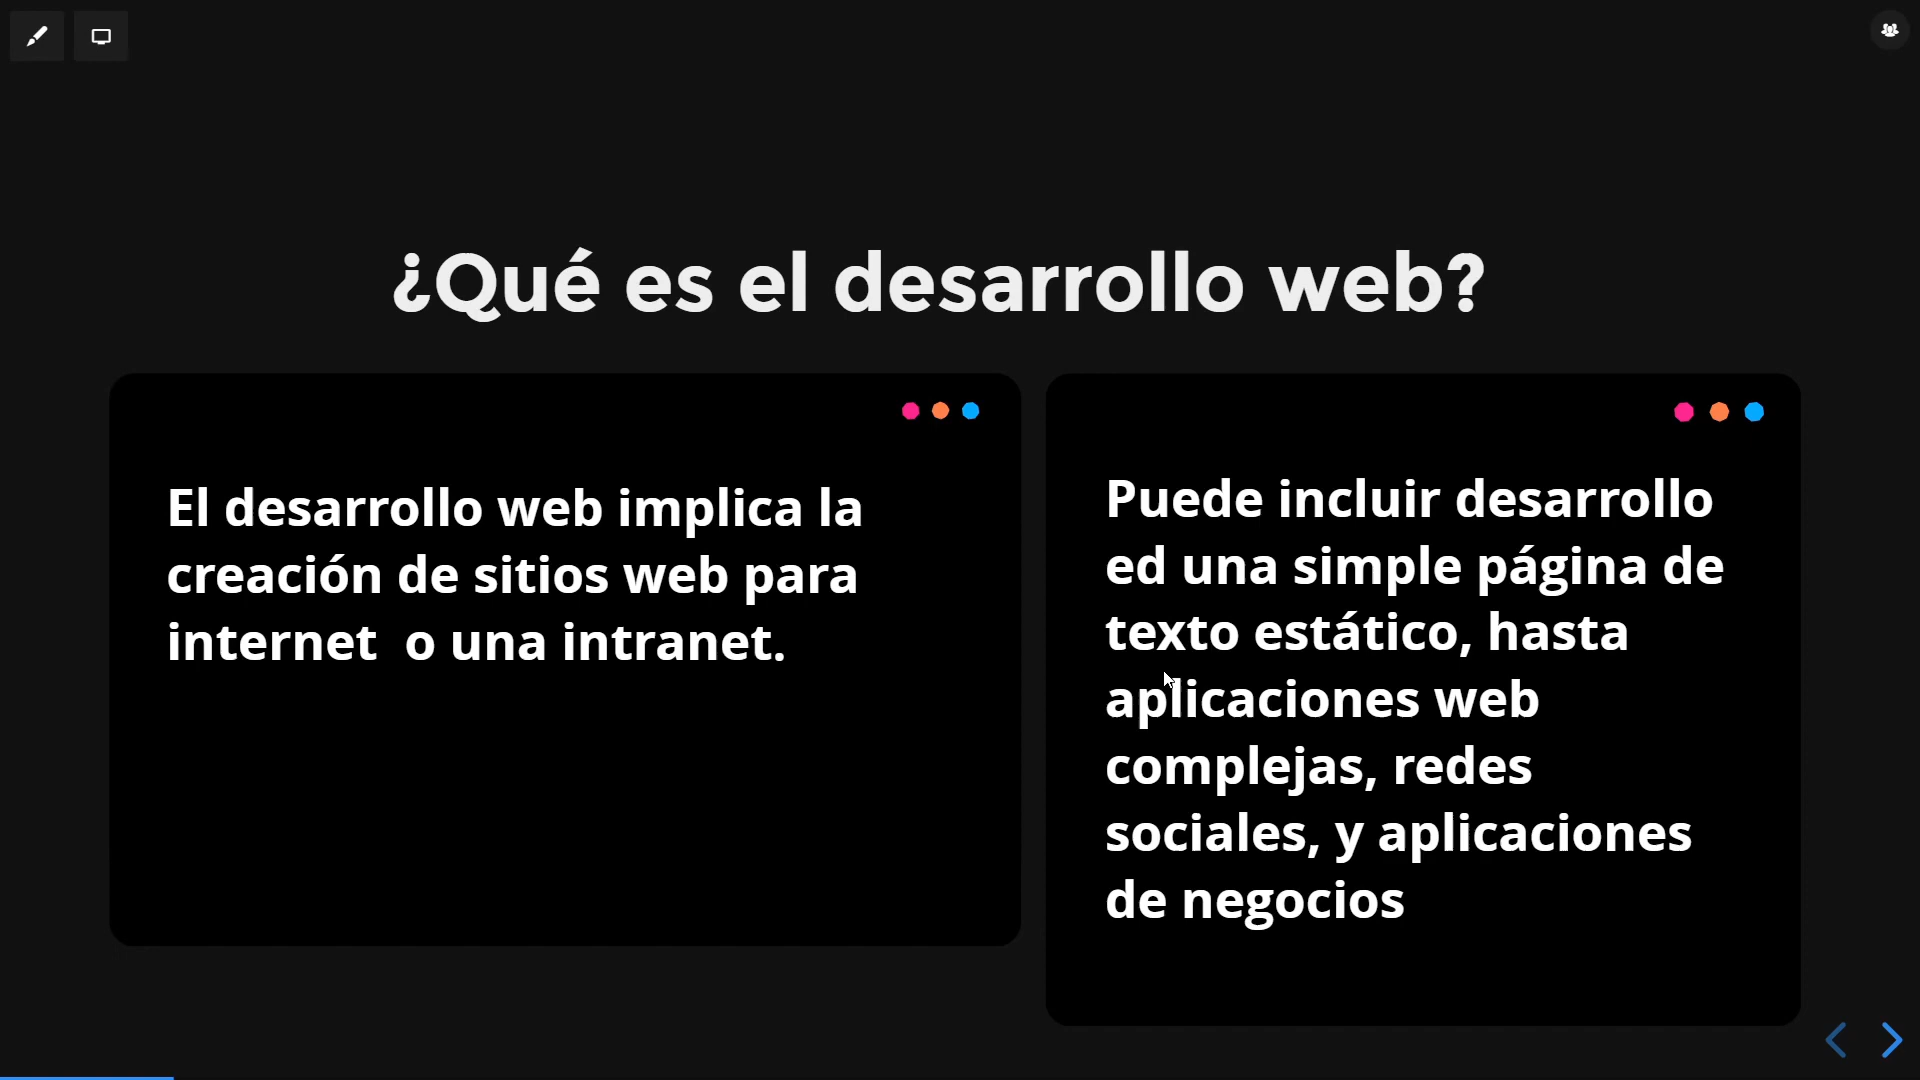 ¿Qué es el desarrollo web?
El desarrollo web implica la
creación de sitios web para
internet  o una intranet.
Puede incluir desarrollo
ed una simple página de
texto estático, hasta
aplicaciones web
complejas, redes
sociales, y aplicaciones
de negocios